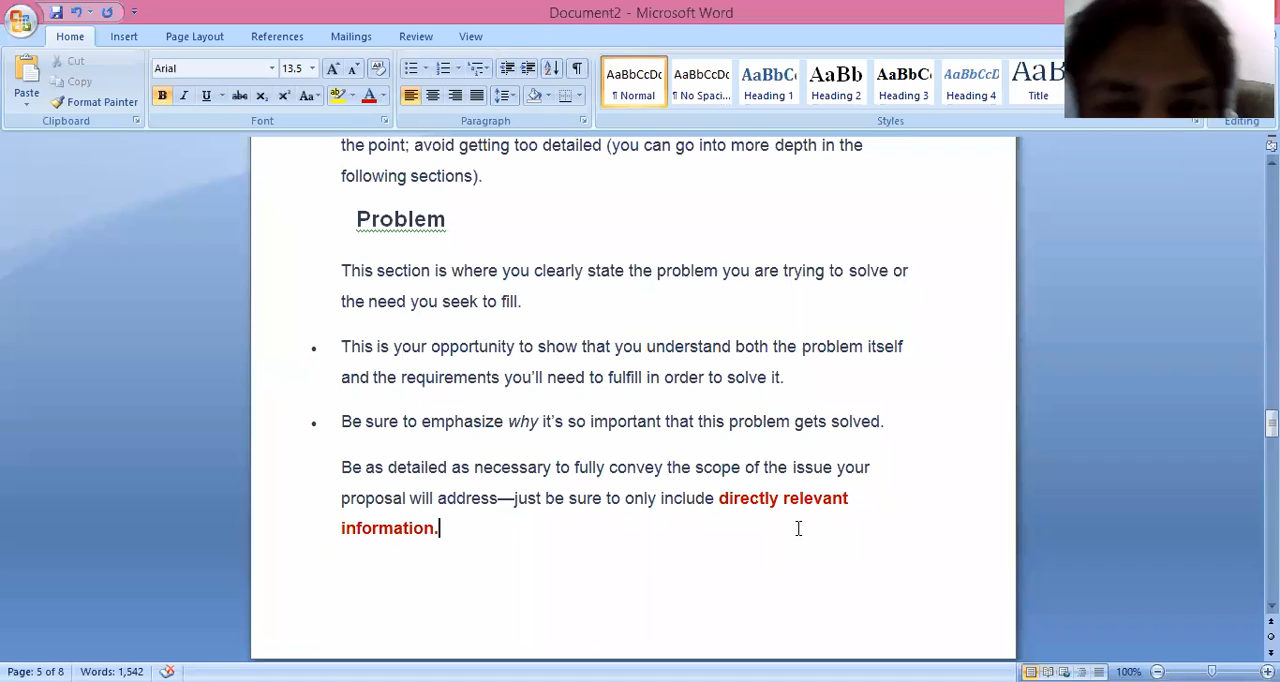 Document2 - Microsoft Word
Home Insert Page Layout References Mailings Review View
Paste
Cut
Copy
Format Painter
Clipboard
Arial 13.5
Font
Paragraph
AaBbCcDc AaBbCcDc AaBbC AaBb AaBbC AaBbCcD AaB
¶ Normal ¶ No Spaci... Heading 1 Heading 2 Heading 3 Heading 4 Title
Styles
Editing
the point; avoid getting too detailed (you can go into more depth in the
following sections).
Problem
This section is where you clearly state the problem you are trying to solve or
the need you seek to fill.
• This is your opportunity to show that you understand both the problem itself
and the requirements you’ll need to fulfill in order to solve it.
• Be sure to emphasize why it’s so important that this problem gets solved.
Be as detailed as necessary to fully convey the scope of the issue your
proposal will address—just be sure to only include directly relevant
information.
Page: 5 of 8 Words: 1,542 100%